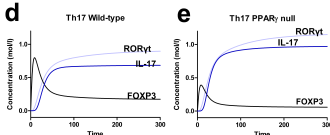 d
Th17 Wild-type
Concentration (mol/l)
1.0
0.5
0.0
RORγt
IL-17
FOXP3
0
100
200
300
Time
e
Th17 PPARγ null
Concentration (mol/l)
1.0
0.5
0.0
RORγt
IL-17
FOXP3
0
100
200
300
Time